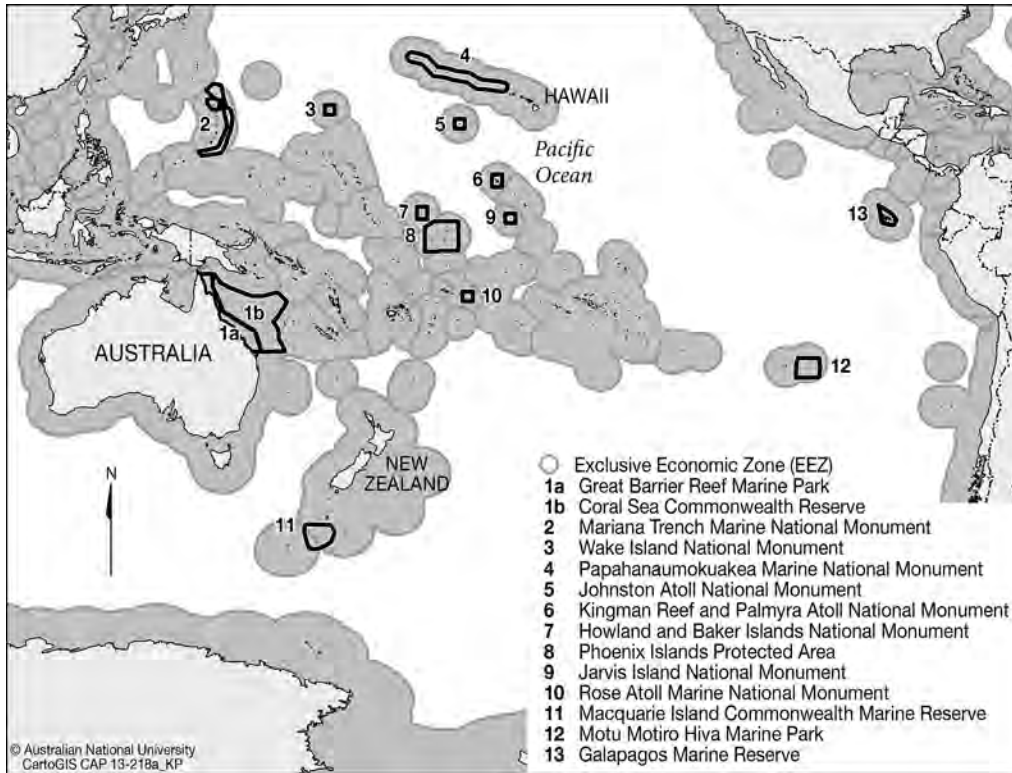 4
HAWAII
3
5
2
Pacific
Ocean
6
7
9
13
8
10
1b
1a
AUSTRALIA
12
N
NEW
ZEALAND
11
Exclusive Economic Zone (EEZ)
1a Great Barrier Reef Marine Park
1b Coral Sea Commonwealth Reserve
2 Mariana Trench Marine National Monument
3 Wake Island National Monument
4 Papahanaumokuakea Marine National Monument
5 Johnston Atoll National Monument
6 Kingman Reef and Palmyra Atoll National Monument
7 Howland and Baker Islands National Monument
8 Phoenix Islands Protected Area
9 Jarvis Island National Monument
10 Rose Atoll Marine National Monument
11 Macquarie Island Commonwealth Marine Reserve
12 Motu Motiro Hiva Marine Park
13 Galapagos Marine Reserve
© Australian National University
CartoGIS CAP 13-218a_KP